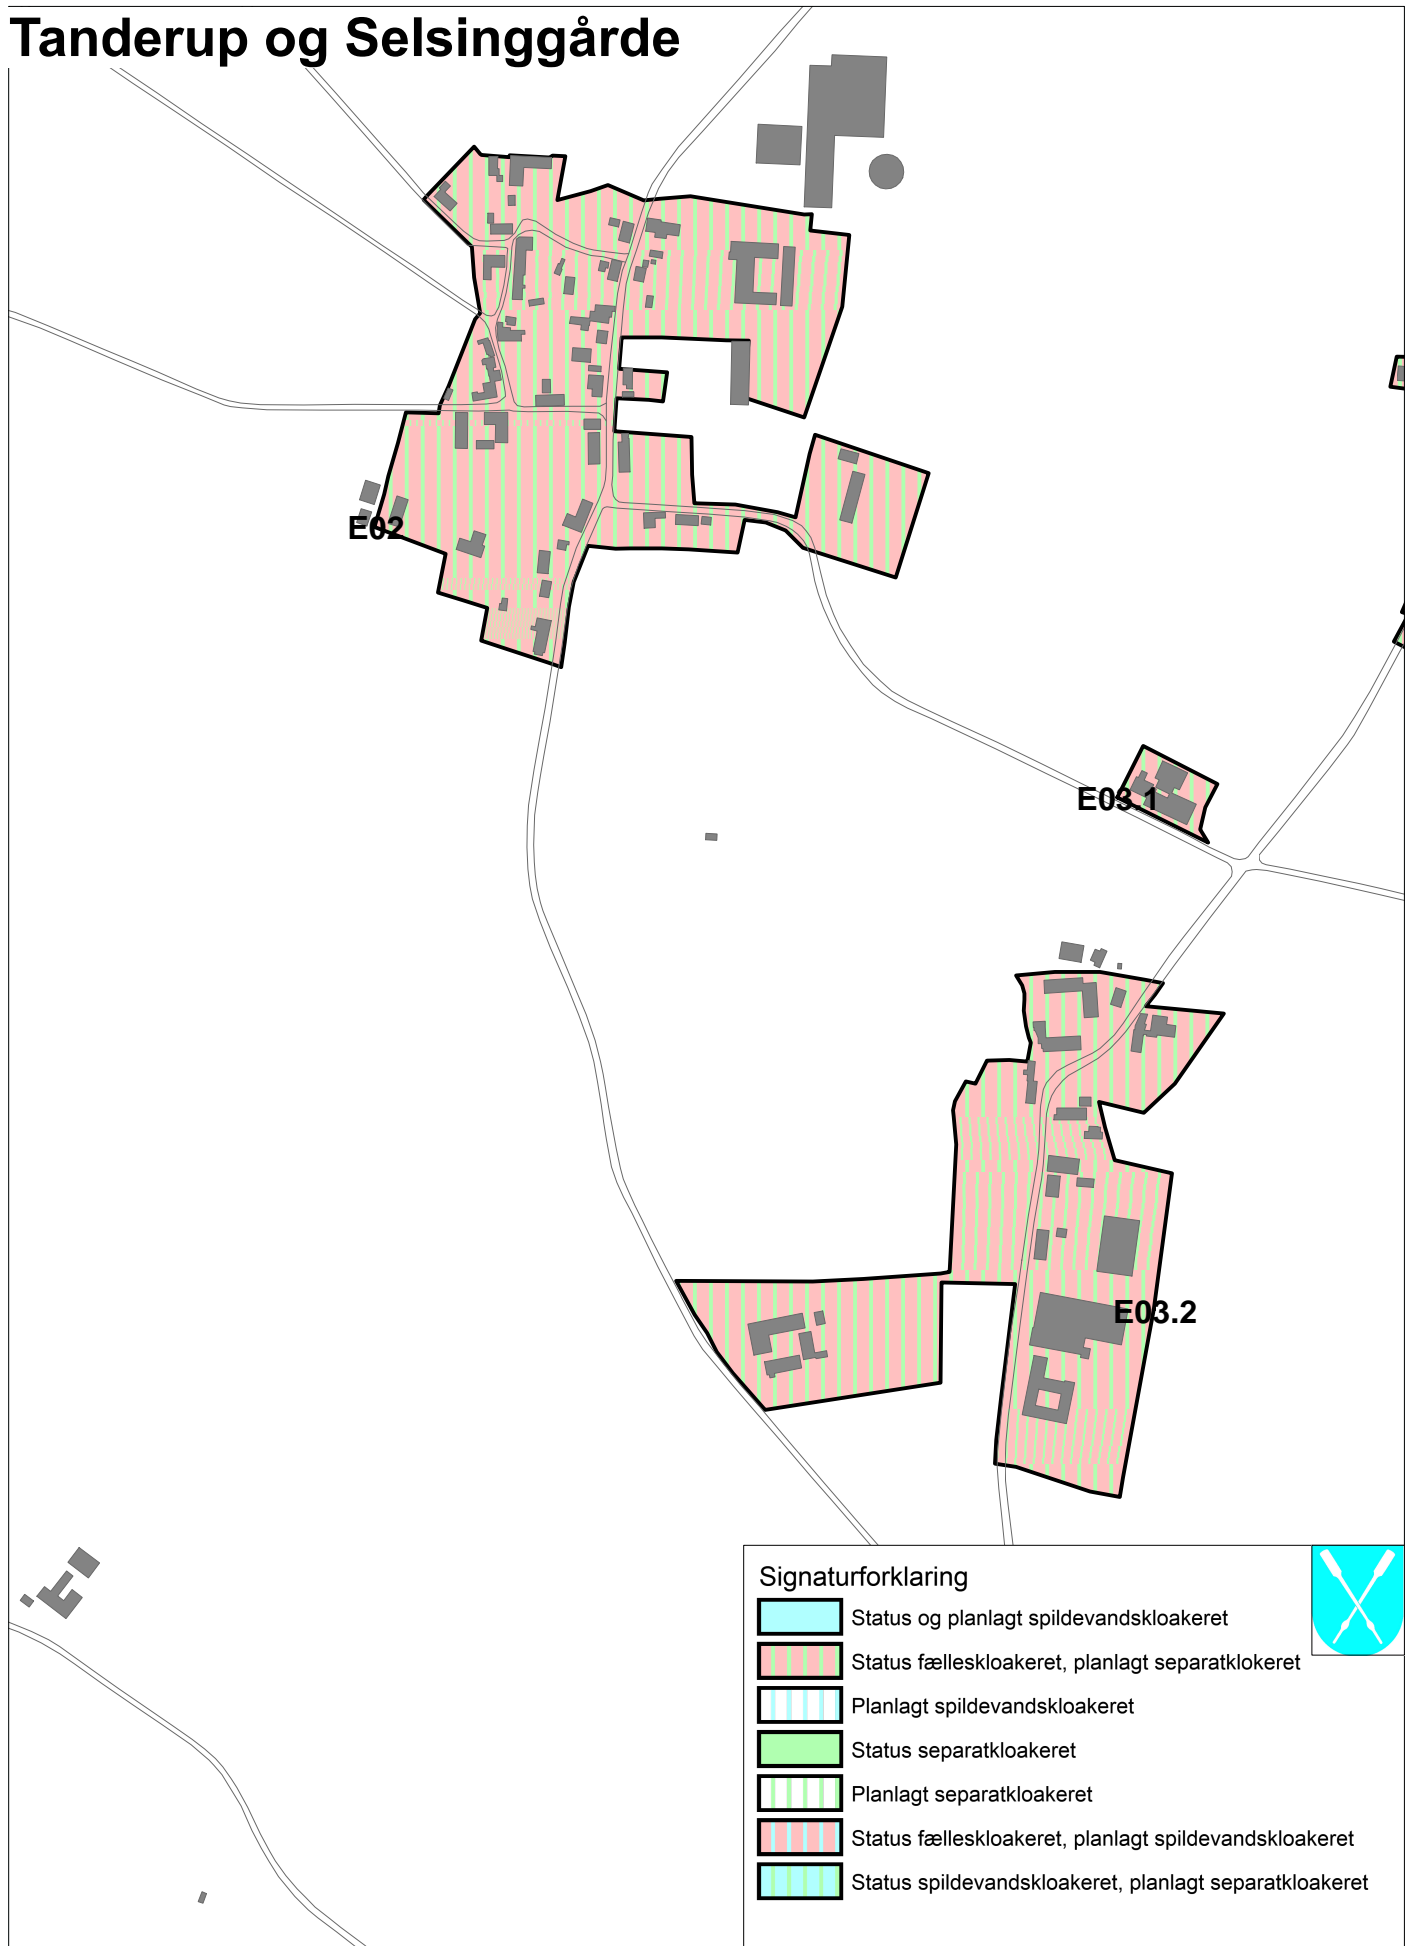 Tanderup og Selsinggårde
E02
E03.1
E03.2
Signaturforklaring
Status og planlagt spildevandskloakeret
Status fælleskloakeret, planlagt separatklokeret
Planlagt spildevandskloakeret
Status separatkloakeret
Planlagt separatkloakeret
Status fælleskloakeret, planlagt spildevandskloakeret
Status spildevandskloakeret, planlagt separatkloakeret